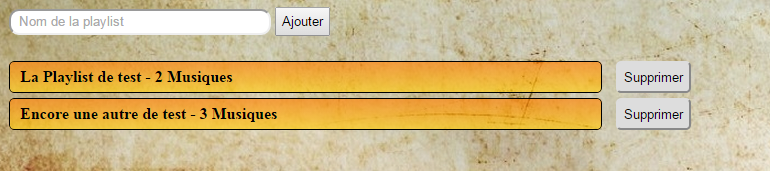 Nom de la playlist Ajouter
La Playlist de test - 2 Musiques Supprimer
Encore une autre de test - 3 Musiques Supprimer